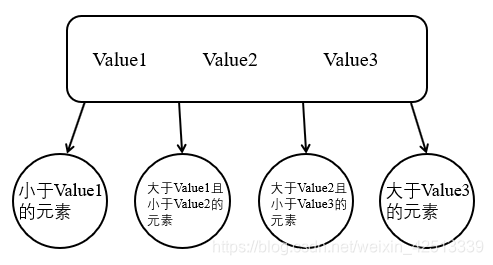 Value1 Value2 Value3
小于Value1
的元素
大于Value1且
小于Value2的
元素
大于Value2且
小于Value3的
元素
大于Value3
的元素
https://blog.csdn.net/weixin_42013339